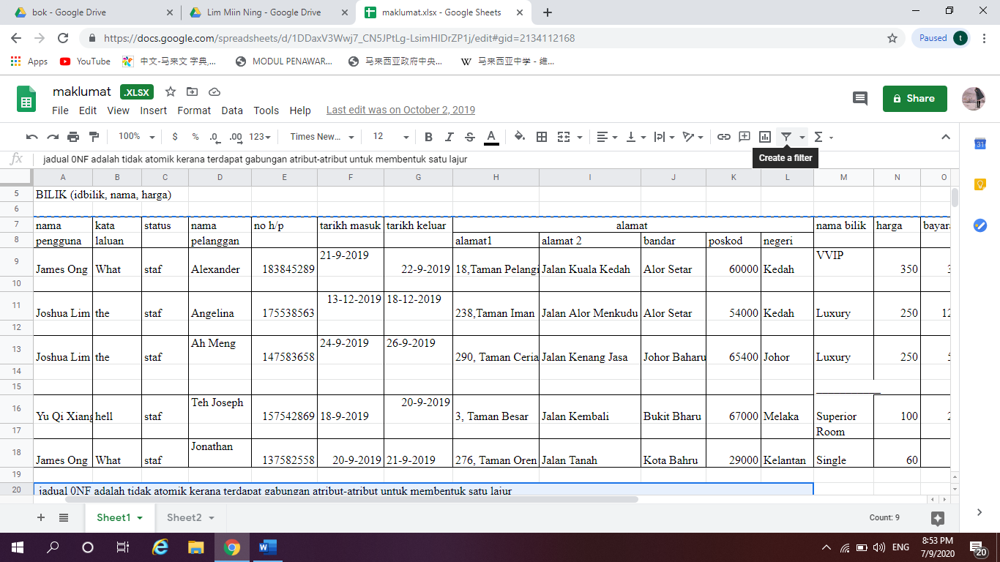 bok - Google Drive
Lim Miin Ning - Google Drive
maklumat.xlsx - Google Sheets
https://docs.google.com/spreadsheets/d/1DDaxV3Wwj7_CN5JPtLg-LsimHIDrZP1j/edit#gid=2134112168
Paused t
Apps YouTube 中文-马来文 字典,... MODUL PENAWAR... 马来西亚政府中央... W 马来西亚中学 - 维...
maklumat .XLSX
Share
File Edit View Insert Format Data Tools Help Last edit was on October 2, 2019
100% $ % .0 .00 123 Times New... 12 B I S A Σ
fx jadual 0NF adalah tidak atomik kerana terdapat gabungan atribut-atribut untuk membentuk satu lajur
Create a filter
31
A B C D E F G H I J K L M N O
5 BILIK (idbilik, nama, harga)
6
7 nama kata status nama no h/p tarikh masuk tarikh keluar alamat nama bilik harga
8 pengguna laluan pelanggan alamat1 alamat 2 bandar poskod negeri
9 James Ong What staf Alexander 183845289 21-9-2019 22-9-2019 18,Taman Pelangi Jalan Kuala Kedah Alor Setar 60000 Kedah VVIP 350
10
11 Joshua Lim the staf Angelina 175538563 13-12-2019 18-12-2019 238,Taman Iman Jalan Alor Menkudu Alor Setar 54000 Kedah Luxury 250 12
12
13 Joshua Lim the staf Ah Meng 147583658 24-9-2019 26-9-2019 290, Taman Ceria Jalan Kenang Jasa Johor Baharu 65400 Johor Luxury 250
14
15
16 Yu Qi Xiang hell staf Teh Joseph 157542869 18-9-2019 20-9-2019 3, Taman Besar Jalan Kembali Bukit Bharu 67000 Melaka Superior 100
17 Room
18 James Ong What staf Jonathan 137582558 20-9-2019 21-9-2019 276, Taman Oren Jalan Tanah Kota Bahru 29000 Kelantan Single 60
19
20 jadual 0NF adalah tidak atomik kerana terdapat gabungan atribut-atribut untuk membentuk satu lajur
Sheet1 Sheet2 Count: 9
ENG
8:53 PM
7/9/2020
20